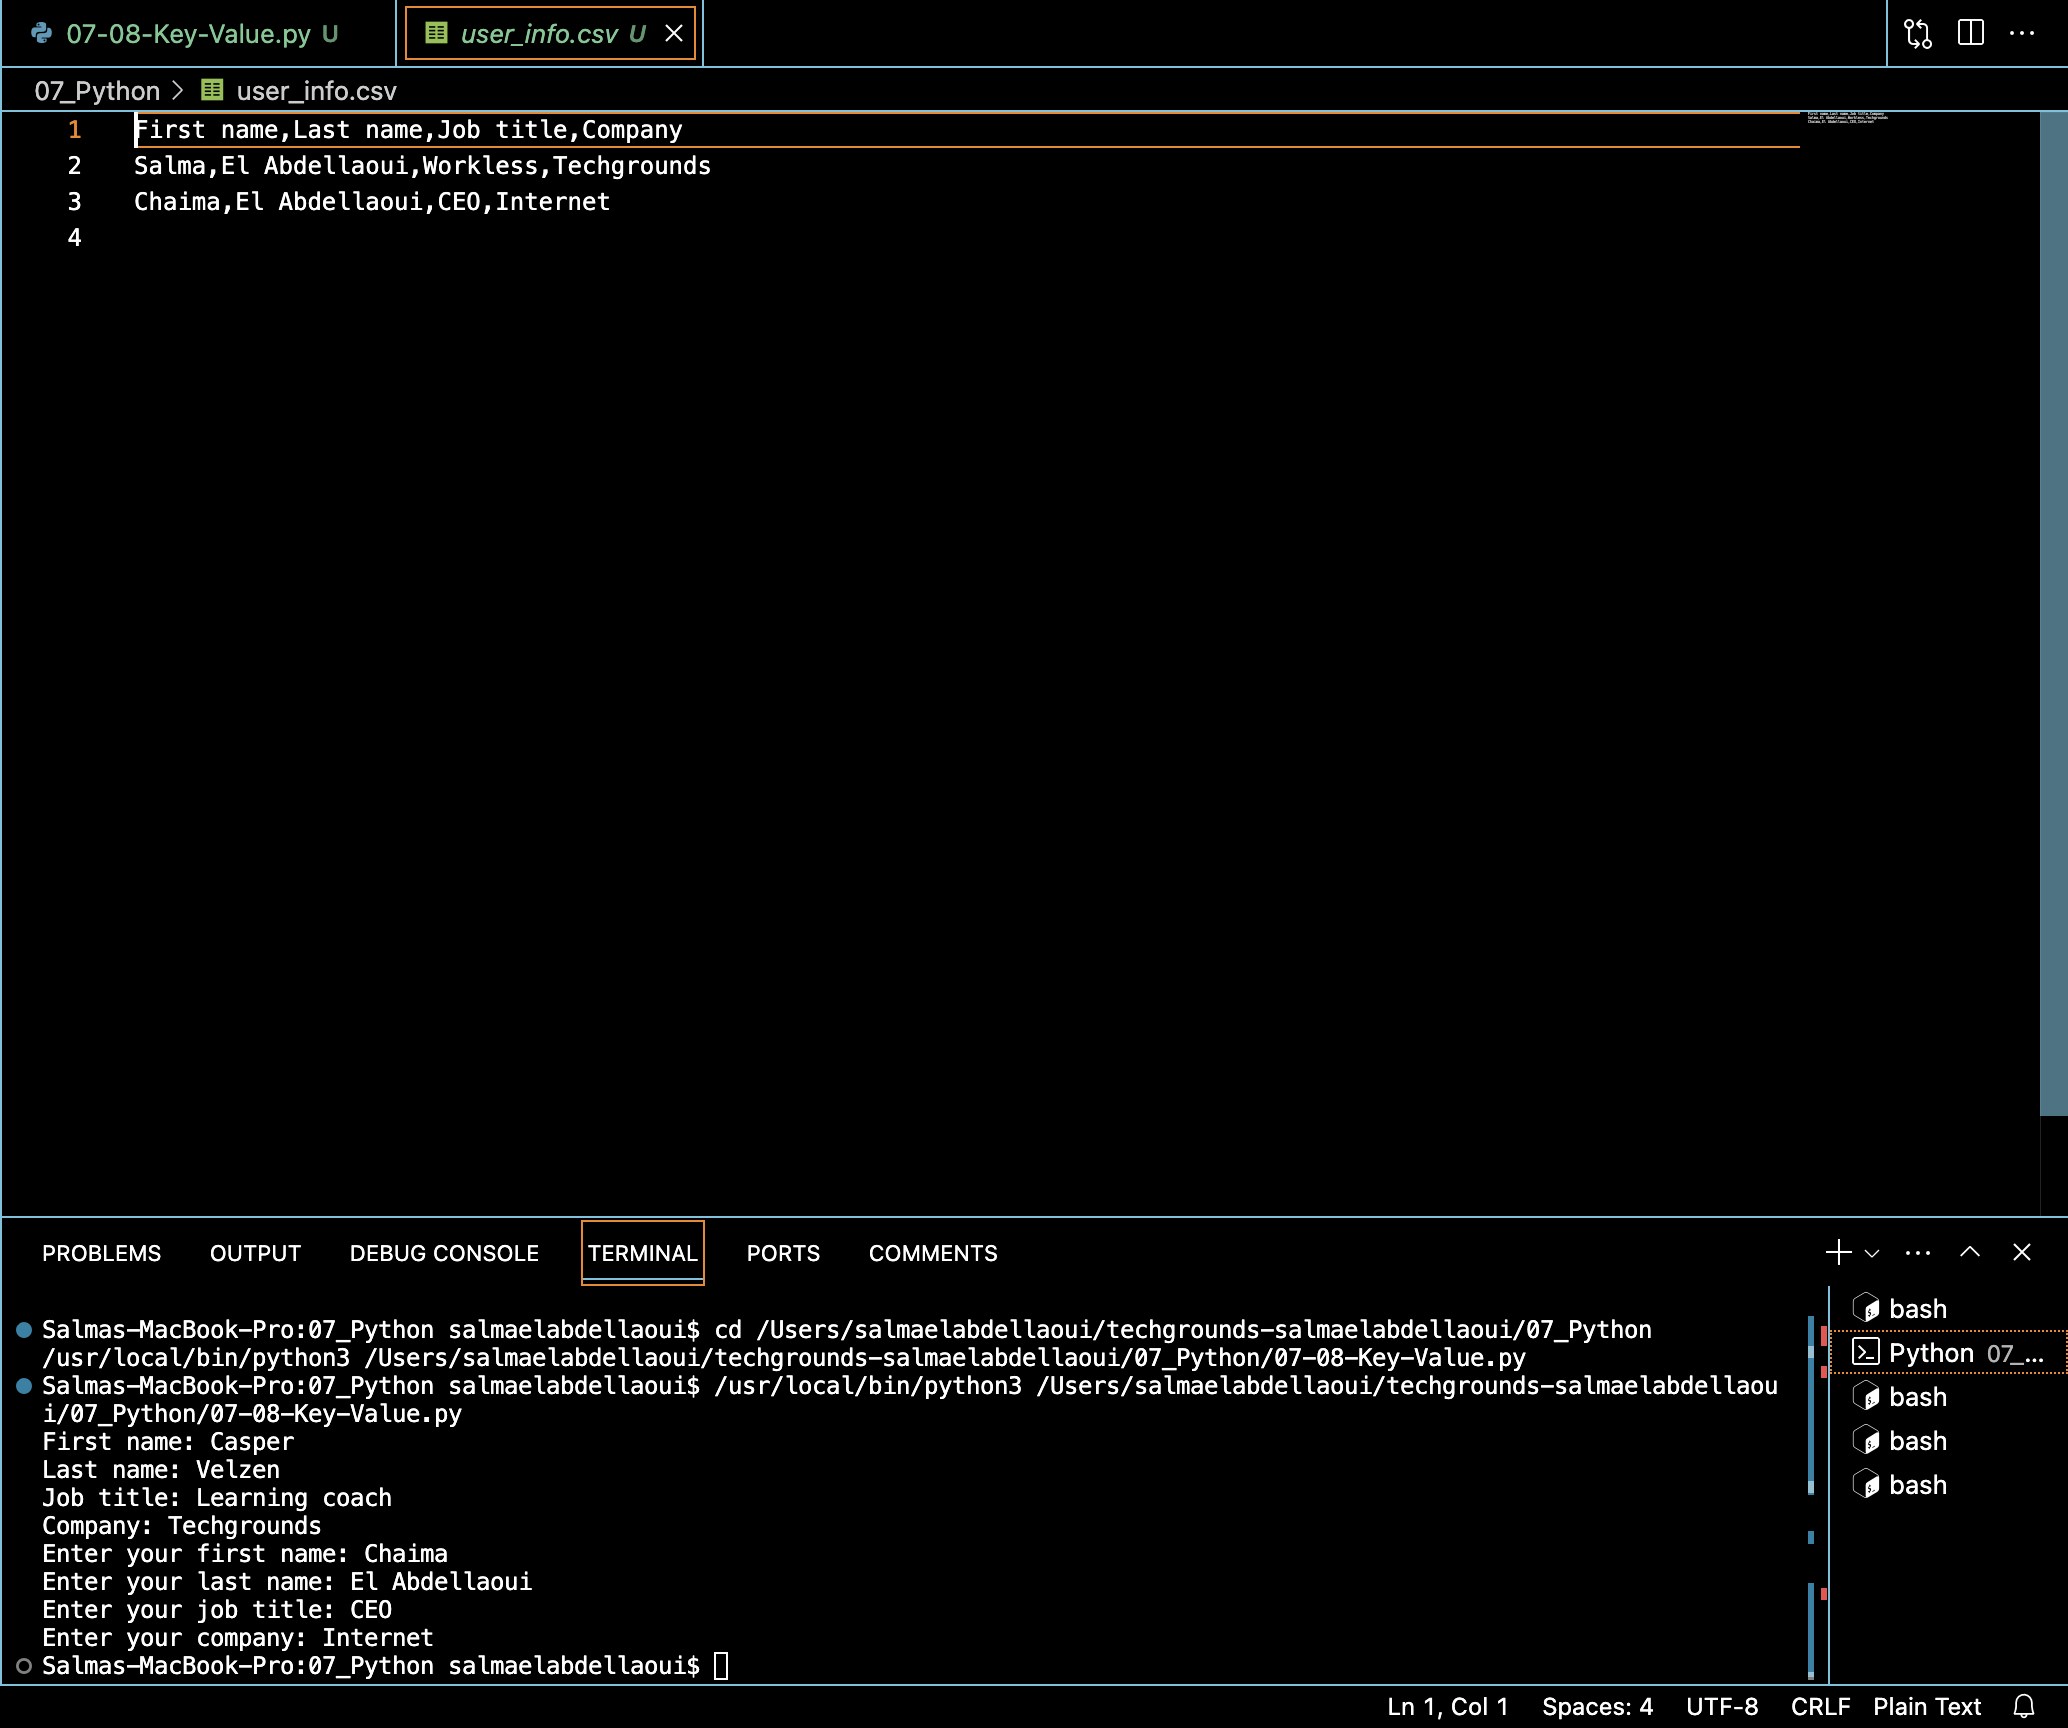 07-08-Key-Value.py U
user_info.csv U
07_Python > user_info.csv
1 First name,Last name,Job title,Company
2 Salma,El Abdellaoui,Workless,Techgrounds
3 Chaima,El Abdellaoui,CEO,Internet
4
PROBLEMS OUTPUT DEBUG CONSOLE TERMINAL PORTS COMMENTS
Salmas-MacBook-Pro:07_Python salmaelabdellaoui$ cd /Users/salmaelabdellaoui/techgrounds-salmaelabdellaoui/07_Python
/usr/local/bin/python3 /Users/salmaelabdellaoui/techgrounds-salmaelabdellaoui/07_Python/07-08-Key-Value.py
Salmas-MacBook-Pro:07_Python salmaelabdellaoui$ /usr/local/bin/python3 /Users/salmaelabdellaoui/techgrounds-salmaelabdellaou
i/07_Python/07-08-Key-Value.py
First name: Casper
Last name: Velzen
Job title: Learning coach
Company: Techgrounds
Enter your first name: Chaima
Enter your last name: El Abdellaoui
Enter your job title: CEO
Enter your company: Internet
Salmas-MacBook-Pro:07_Python salmaelabdellaoui$
bash
Python 07_...
bash
bash
bash
Ln 1, Col 1 Spaces: 4 UTF-8 CRLF Plain Text